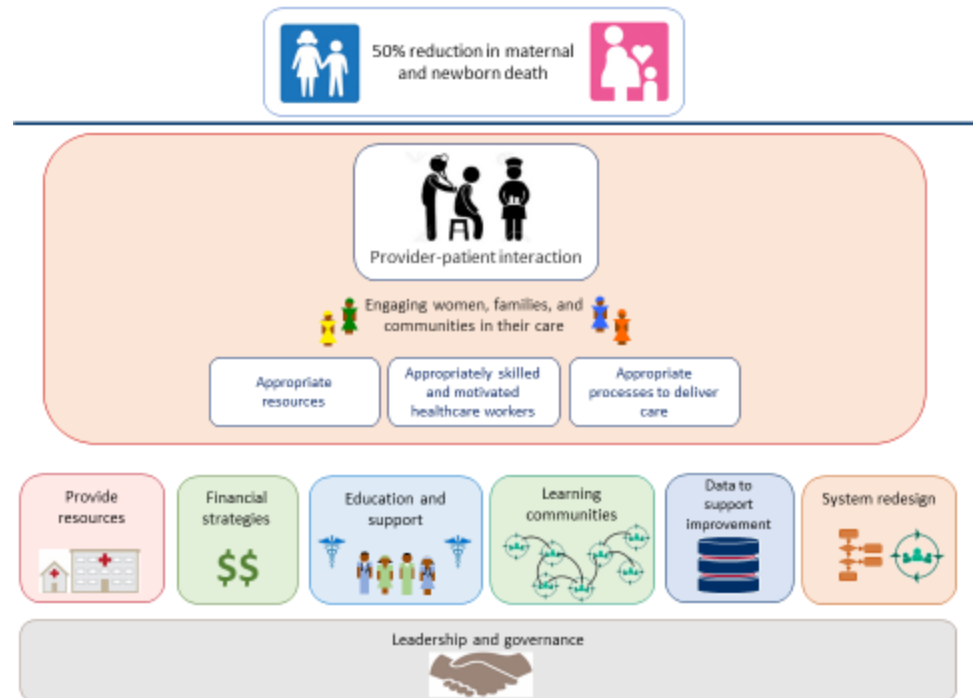 50% reduction in maternal
and newborn death
Provider-patient interaction
Engaging women, families, and
communities in their care
Appropriate
resources
Appropriately skilled
and motivated
healthcare workers
Appropriate
processes to deliver
care
Provide
resources
Financial
strategies
$$
Education and
support
Learning
communities
Data to
support
improvement
System redesign
Leadership and governance